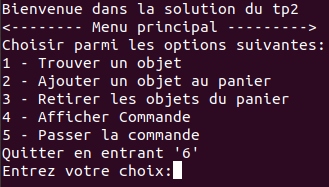 Bienvenue dans la solution du tp2
<-------- Menu principal --------->
Choisir parmi les options suivantes:
1 - Trouver un objet
2 - Ajouter un objet au panier
3 - Retirer les objets du panier
4 - Afficher Commande
5 - Passer la commande
Quitter en entrant '6'
Entrez votre choix: